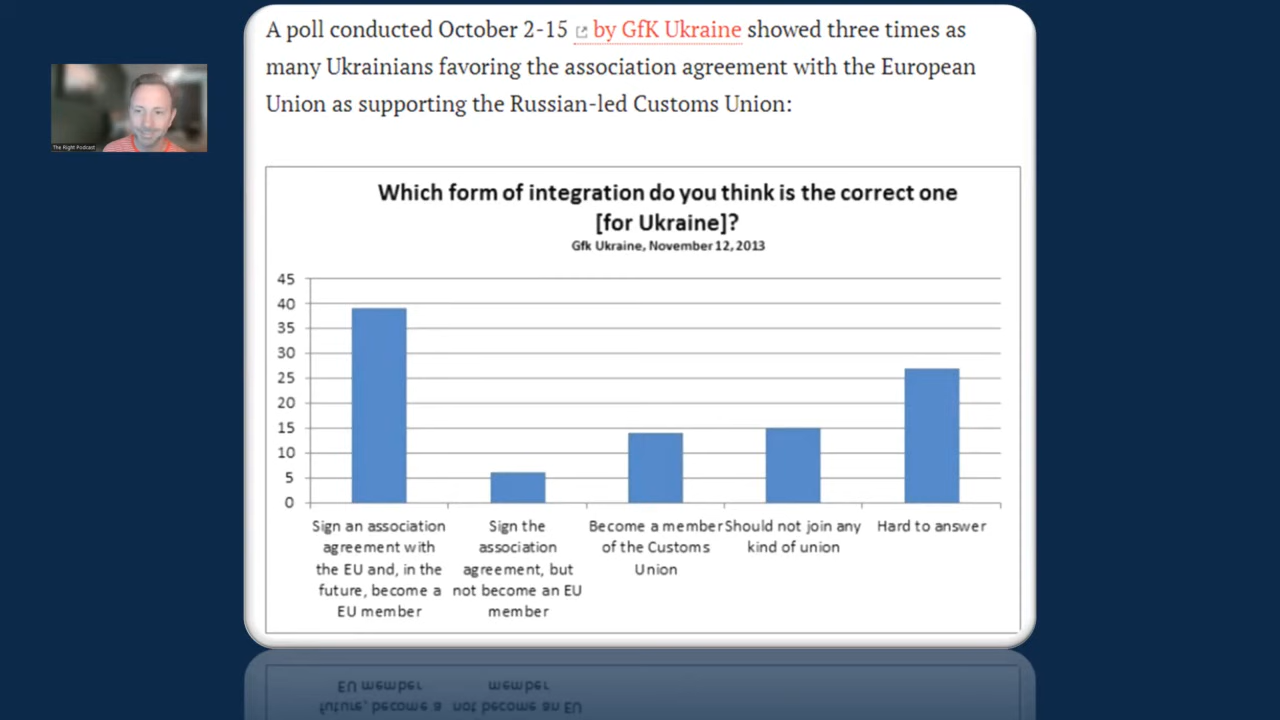 A poll conducted October 2-15 by GfK Ukraine showed three times as
many Ukrainians favoring the association agreement with the European
Union as supporting the Russian-led Customs Union:
The Right Podcast
Which form of integration do you think is the correct one
[for Ukraine]?
Gfk Ukraine, November 12, 2013
45
40
35
30
25
20
15
10
5
0
Sign an association
agreement with
the EU and, in the
future, become a
EU member
Sign the
association
agreement, but
not become an EU
member
Become a member
of the Customs
Union
Should not join any
kind of union
Hard to answer